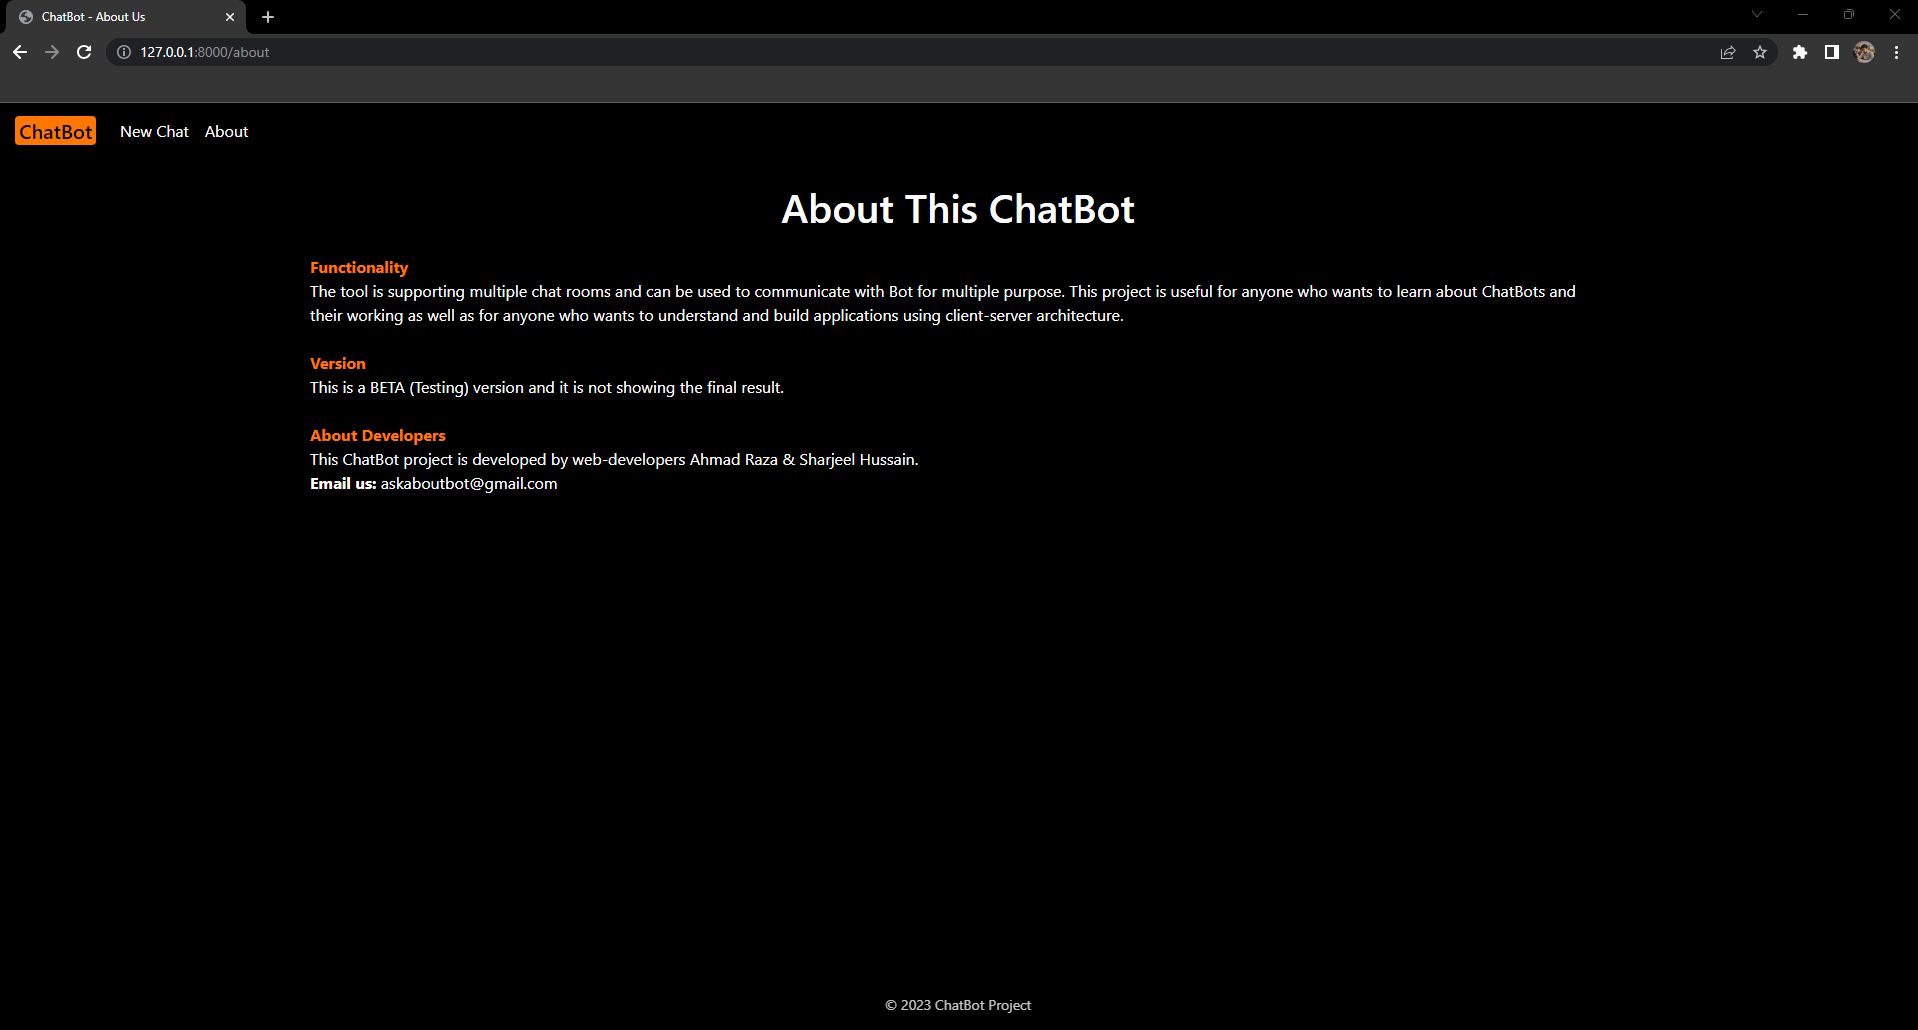 ChatBot - About Us
127.0.0.1:8000/about
ChatBot New Chat About
About This ChatBot
Functionality
The tool is supporting multiple chat rooms and can be used to communicate with Bot for multiple purpose. This project is useful for anyone who wants to learn about ChatBots and
their working as well as for anyone who wants to understand and build applications using client-server architecture.
Version
This is a BETA (Testing) version and it is not showing the final result.
About Developers
This ChatBot project is developed by web-developers Ahmad Raza & Sharjeel Hussain.
Email us: askaboutbot@gmail.com
© 2023 ChatBot Project